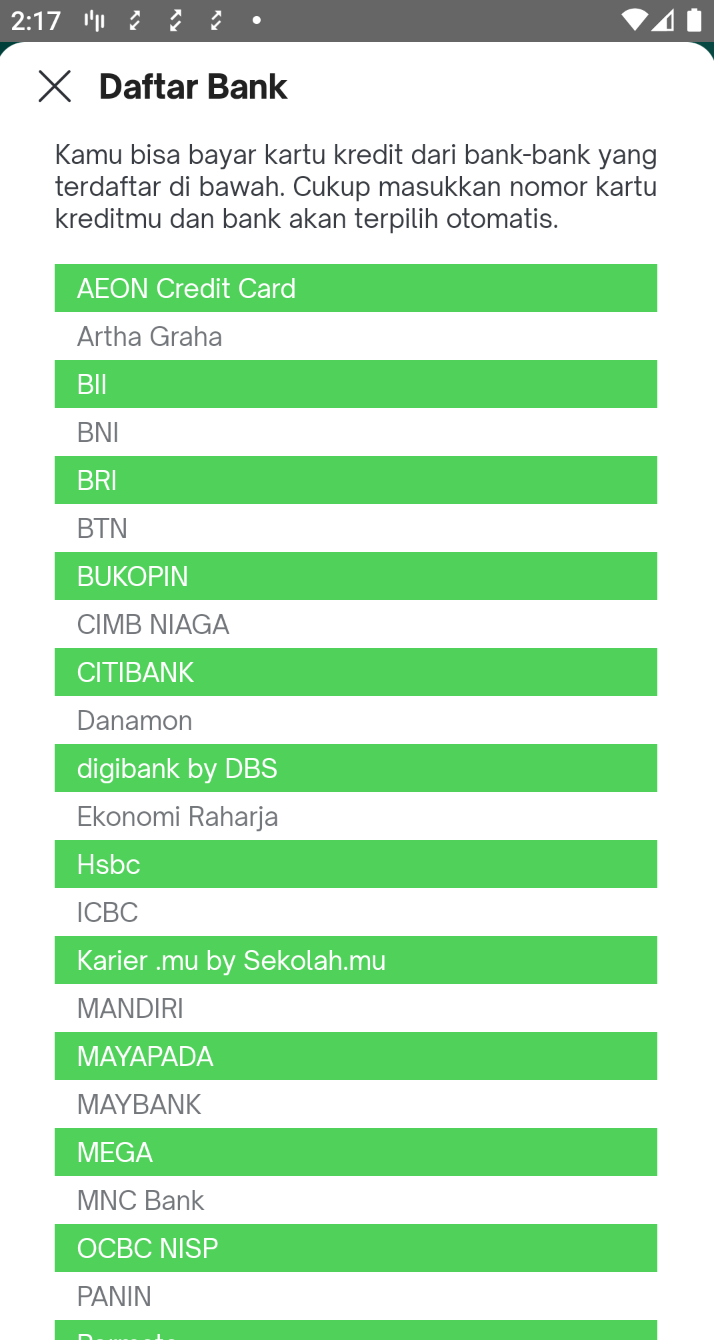 2:17
Daftar Bank
Kamu bisa bayar kartu kredit dari bank-bank yang
terdaftar di bawah. Cukup masukkan nomor kartu
kreditmu dan bank akan terpilih otomatis.
AEON Credit Card
Artha Graha
BII
BNI
BRI
BTN
BUKOPIN
CIMB NIAGA
CITIBANK
Danamon
digibank by DBS
Ekonomi Raharja
Hsbc
ICBC
Karier .mu by Sekolah.mu
MANDIRI
MAYAPADA
MAYBANK
MEGA
MNC Bank
OCBC NISP
PANIN